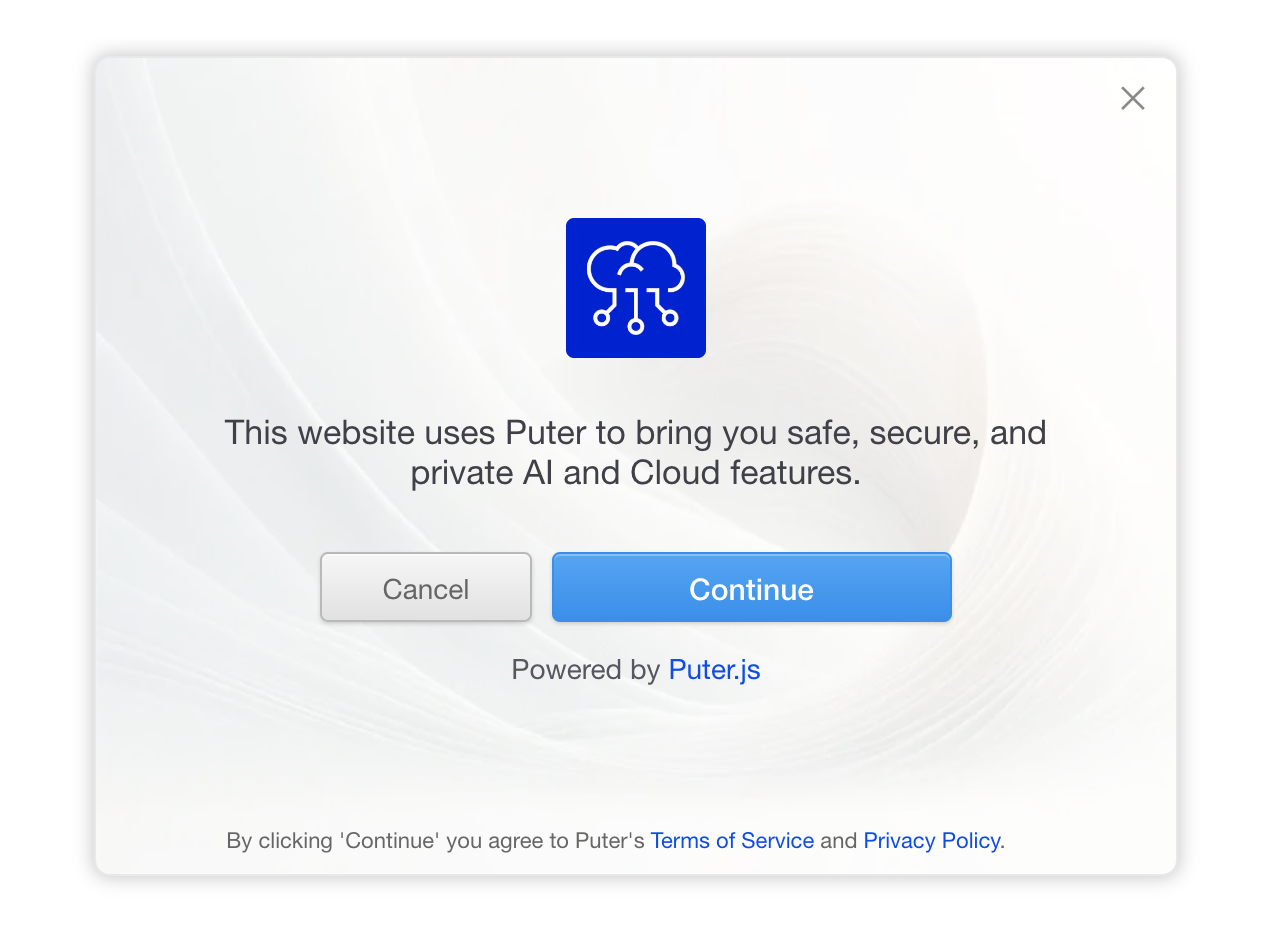 This website uses Puter to bring you safe, secure, and
private AI and Cloud features.
Cancel
Continue
Powered by Puter.js
By clicking 'Continue' you agree to Puter's Terms of Service and Privacy Policy.